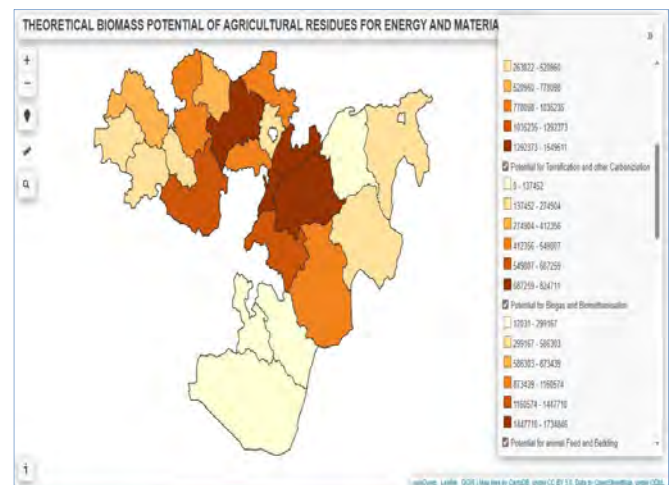 THEORETICAL BIOMASS POTENTIAL OF AGRICULTURAL RESIDUES FOR ENERGY AND MATERIA
»
+
−
263822 - 520960
520960 - 778098
778098 - 1035235
1035235 - 1292373
1292373 - 1549511
Potential for Torrification and other Carbonization
0 - 137452
137452 - 274904
274904 - 412356
412356 - 549807
549807 - 687259
687259 - 824711
Potential for Biogas and Biomethanisation
12031 - 299167
299167 - 586303
586303 - 873439
873439 - 1160574
1160574 - 1447710
1447710 - 1734846
Potential for animal Feed and Bedding
i